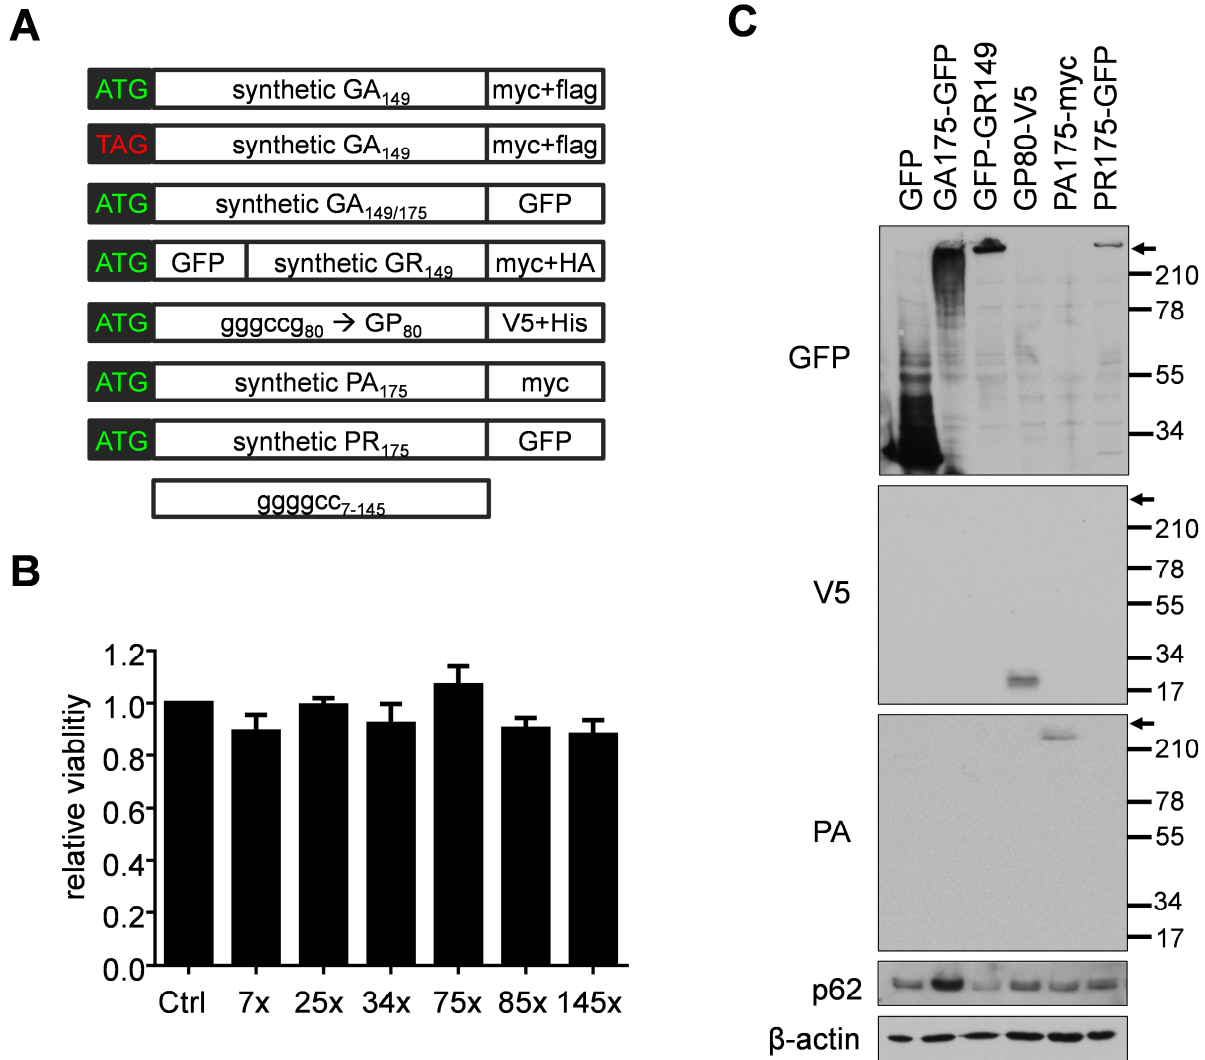 A
ATG synthetic GA149 myc+flag
TAG synthetic GA149 myc+flag
ATG synthetic GA149/175 GFP
ATG GFP synthetic GR149 myc+HA
ATG gggccg80 → GP80 V5+His
ATG synthetic PA175 myc
ATG synthetic PR175 GFP
ggggcc7-145
B
relative viablitiy
1.2
1.0
0.8
0.6
0.4
0.2
0.0
Ctrl 7x 25x 34x 75x 85x 145x
C
GFP
GA175-GFP
GFP-GR149
GP80-V5
PA175-myc
PR175-GFP
GFP
210
78
55
34
V5
210
78
55
34
17
PA
210
78
55
34
17
p62
β-actin